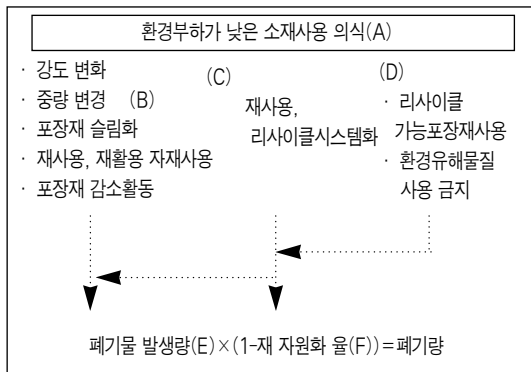 환경부하가 낮은 소재사용 의식(A)
· 강도 변화
· 중량 변경 (B)
· 포장재 슬림화
· 재사용, 재활용 자재사용
· 포장재 감소활동
(C)
재사용,
리사이클시스템화
(D)
· 리사이클
가능포장재사용
· 환경유해물질
사용 금지
폐기물 발생량(E)×(1-재 자원화 율(F))=폐기량